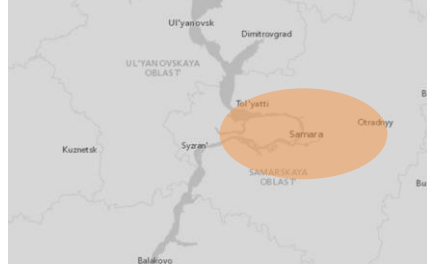 Ul'yanovsk
Dimitrovgrad
UL'YANOVSKAYA
OBLAST'
Tol'yatti
Otradnyy
Samara
Syzran'
Kuznetsk
SAMARSKAYA
OBLAST'
Balakovo